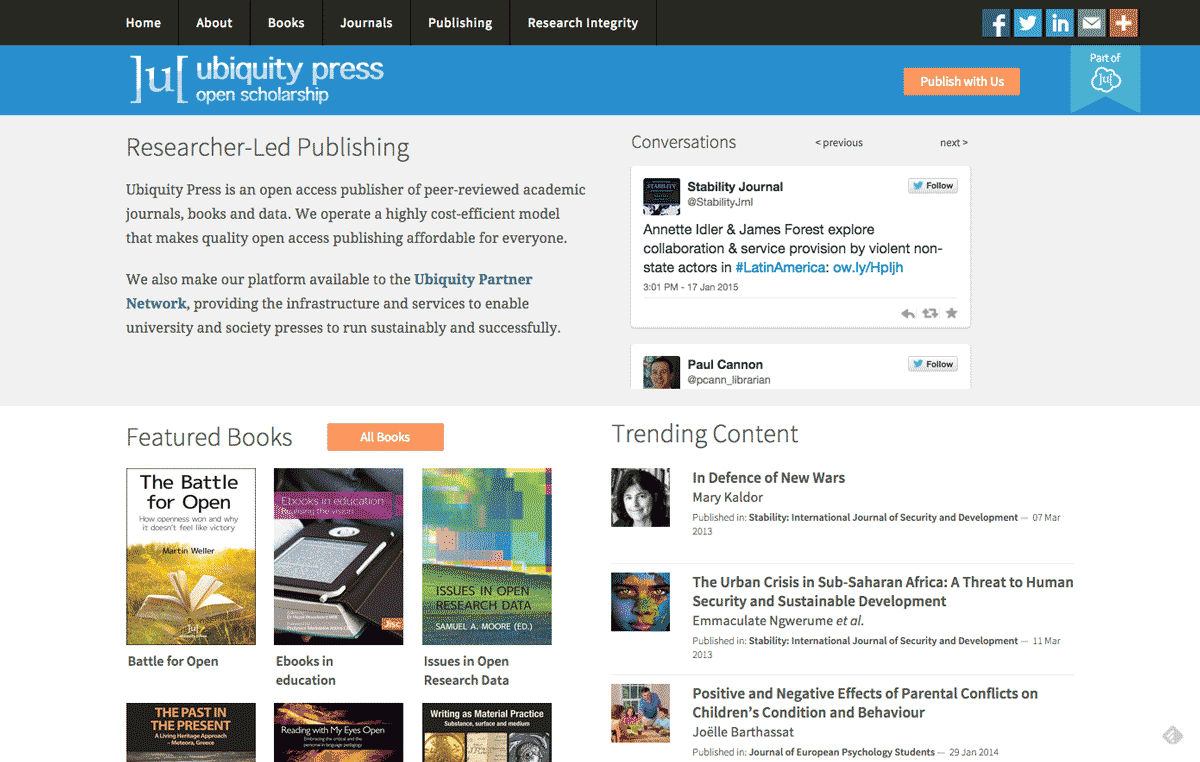 Home About Books Journals Publishing Research Integrity
]u[ ubiquity press
open scholarship
Publish with Us
Part of
]u[
Researcher-Led Publishing
Ubiquity Press is an open access publisher of peer-reviewed academic
journals, books and data. We operate a highly cost-efficient model
that makes quality open access publishing affordable for everyone.
We also make our platform available to the Ubiquity Partner
Network, providing the infrastructure and services to enable
university and society presses to run sustainably and successfully.
Conversations < previous next >
Stability Journal
@StabilityJrnl
Follow
Annette Idler & James Forest explore
collaboration & service provision by violent non-
state actors in #LatinAmerica: ow.ly/HpIjh
3:01 PM - 17 Jan 2015
Paul Cannon
@pcann_librarian
Follow
Featured Books
All Books
The Battle
for Open
How openness won and why
it doesn't feel like victory
Martin Weller
]u[
Battle for Open
Ebooks in education
Realising the vision
Jisc
Ebooks in
education
ISSUES IN OPEN
RESEARCH DATA
SAMUEL A. MOORE (ED.)
Issues in Open
Research Data
THE PAST IN
THE PRESENT
A Living Heritage Approach
– Meteora, Greece
Reading with My Eyes Open
Embracing the critical and the
personal in language pedagogy
Writing as Material Practice
Substance, surface and medium
Trending Content
In Defence of New Wars
Mary Kaldor
Published in: Stability: International Journal of Security and Development — 07 Mar
2013
The Urban Crisis in Sub-Saharan Africa: A Threat to Human
Security and Sustainable Development
Emmaculate Ngwerume et al.
Published in: Stability: International Journal of Security and Development — 11 Mar
2013
Positive and Negative Effects of Parental Conflicts on
Children's Condition and Behaviour
Joëlle Barthassat
Published in: Journal of European Psychology Students — 29 Jan 2014